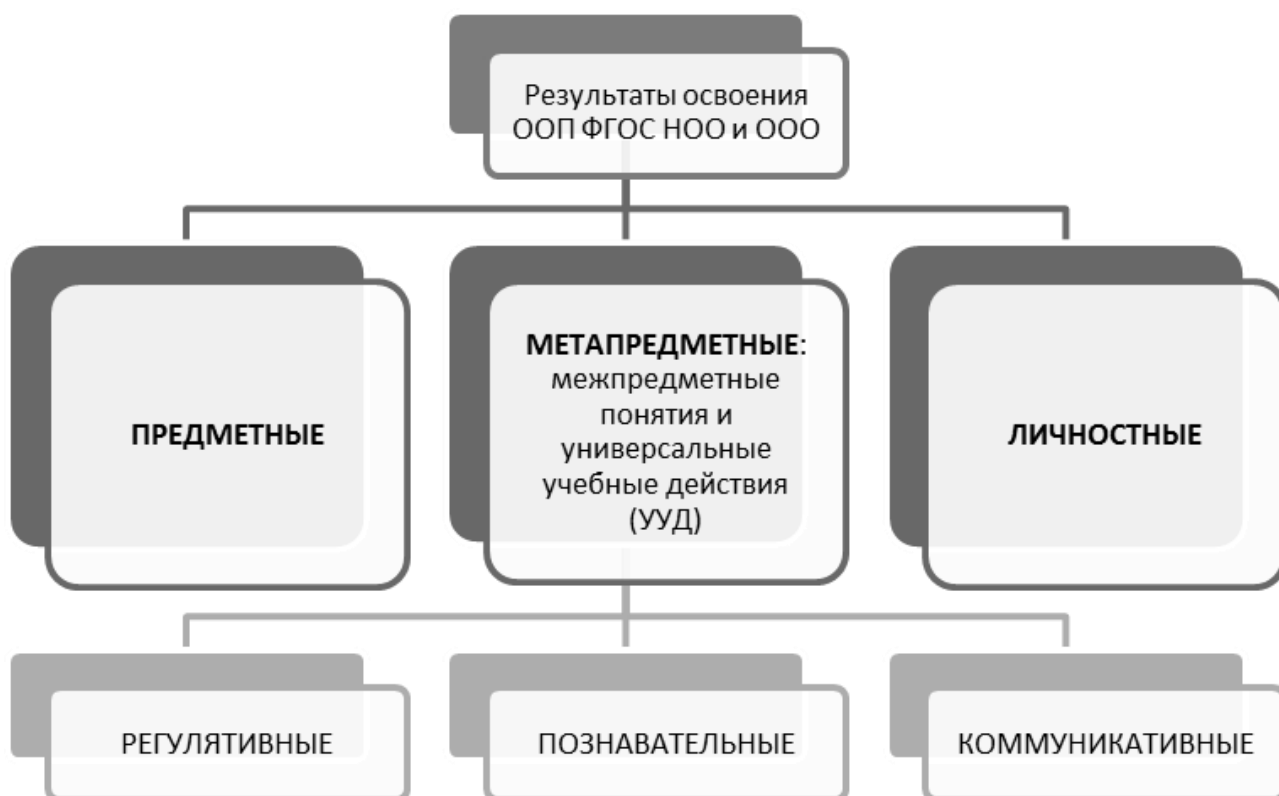 Результаты освоения
ООП ФГОС НОО и ООО
ПРЕДМЕТНЫЕ
МЕТАПРЕДМЕТНЫЕ:
межпредметные
понятия и
универсальные
учебные действия
(УУД)
ЛИЧНОСТНЫЕ
РЕГУЛЯТИВНЫЕ
ПОЗНАВАТЕЛЬНЫЕ
КОММУНИКАТИВНЫЕ